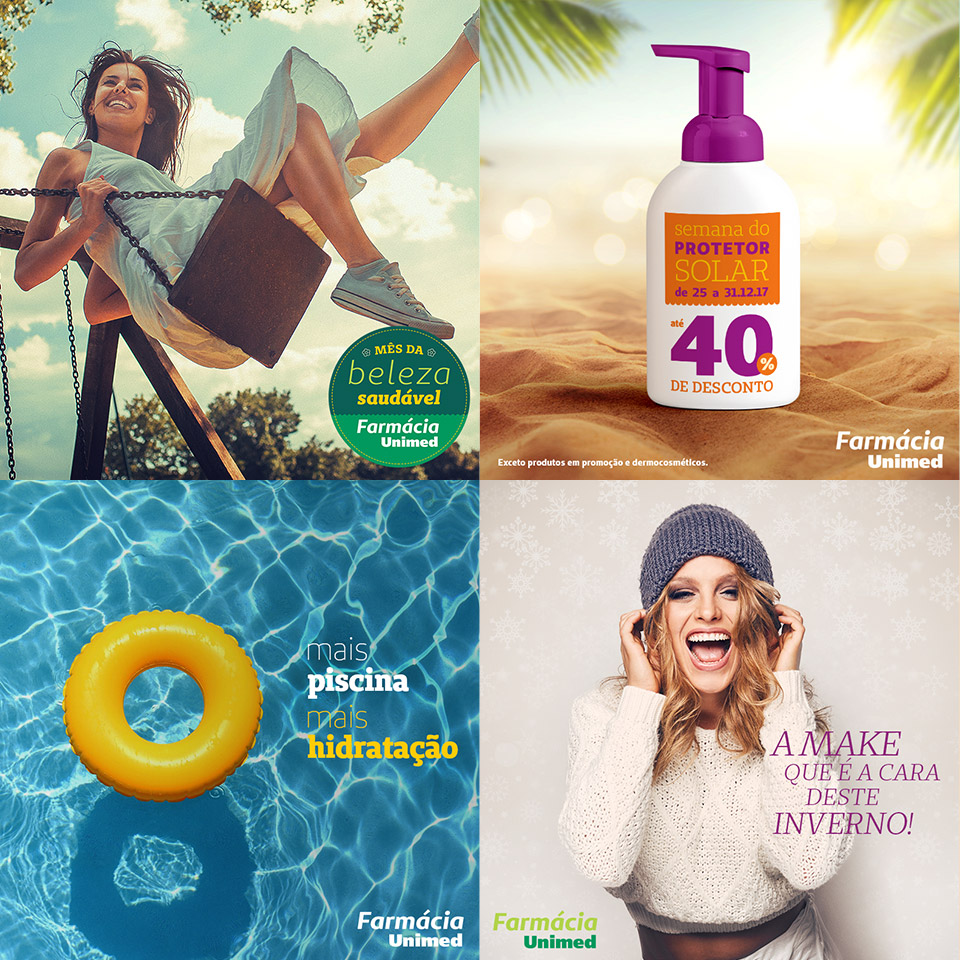 MÊS DA
beleza
saudável
Farmácia
Unimed
semana do
PROTETOR
SOLAR
de 25 a 31.12.17
até
40%
DE DESCONTO
Exceto produtos em promoção e dermocosméticos.
Farmácia
Unimed
mais
piscina
mais
hidratação
Farmácia
Unimed
A MAKE
QUE É A CARA
DESTE
INVERNO!
Farmácia
Unimed